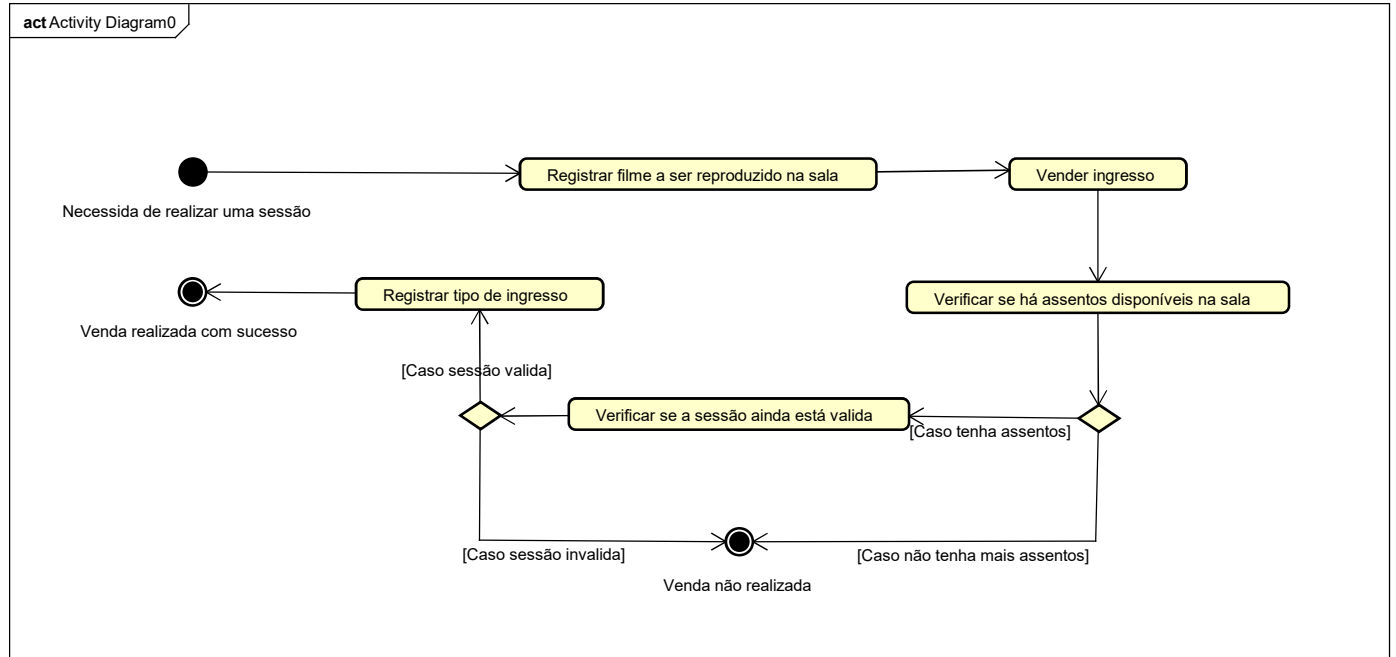 act Activity Diagram0
Registrar filme a ser reproduzido na sala
Vender ingresso
Necessida de realizar uma sessão
Registrar tipo de ingresso
Verificar se há assentos disponíveis na sala
Venda realizada com sucesso
[Caso sessão valida]
Verificar se a sessão ainda está valida
[Caso tenha assentos]
[Caso sessão invalida]
[Caso não tenha mais assentos]
Venda não realizada